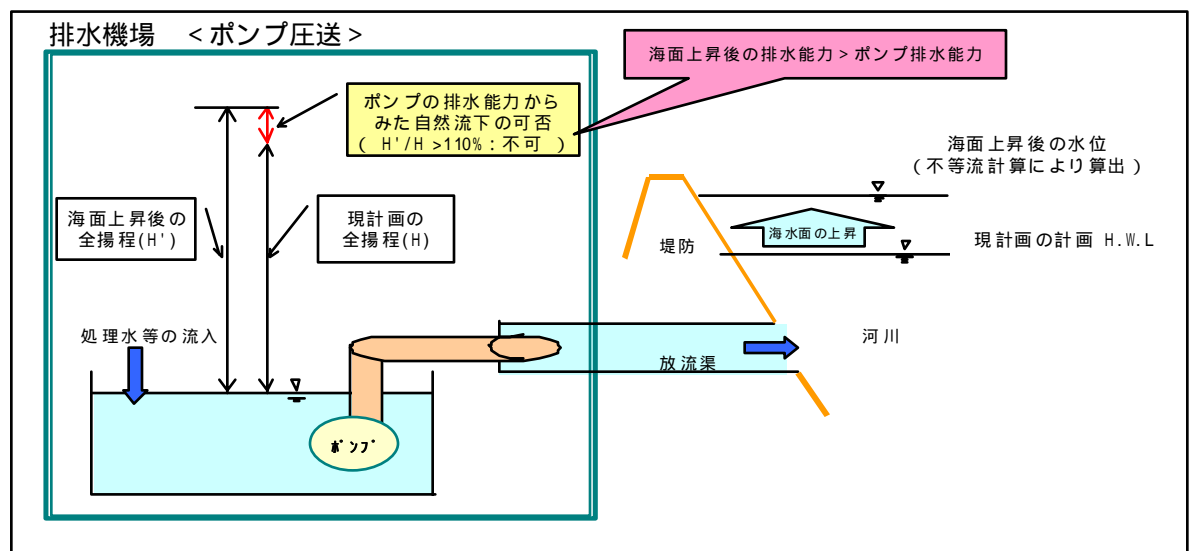 排水機場 <ポンプ圧送>
海面上昇後の排水能力>ポンプ排水能力
ポンプの排水能力から
みた自然流下の可否
( H'/H >110%：不可 )
海面上昇後の水位
(不等流計算により算出)
海面上昇後の
全揚程(H')
現計画の
全揚程(H)
堤防
海水面の上昇
現計画の計画 H.W.L
処理水等の流入
放流渠
河川
ﾎﾟﾝﾌﾟ